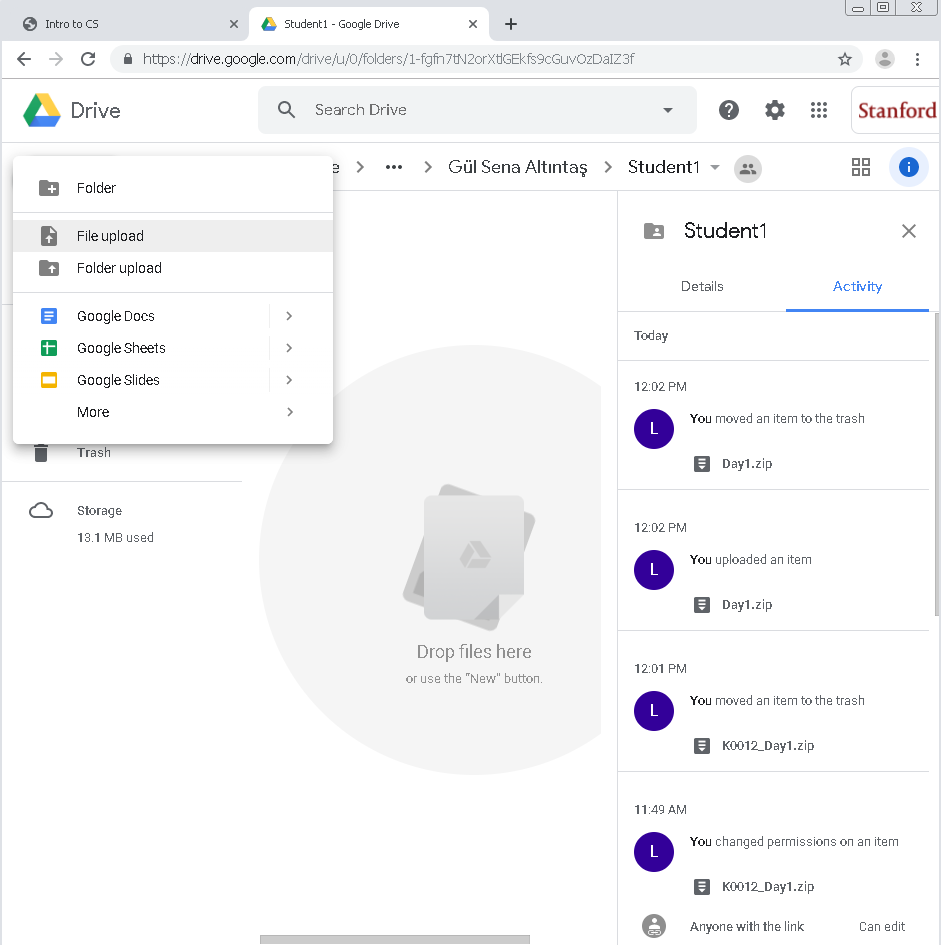 Intro to CS
Student1 - Google Drive
https://drive.google.com/drive/u/0/folders/1-fgfn7tN2orXtlGEkfs9cGuvOzDaIZ3f
Drive
Search Drive
Stanford
Gül Sena Altıntaş
Student1
Folder
File upload
Folder upload
Google Docs
Google Sheets
Google Slides
More
Trash
Storage
13.1 MB used
Drop files here
or use the "New" button.
Student1
Details
Activity
Today
12:02 PM
L
You moved an item to the trash
Day1.zip
12:02 PM
L
You uploaded an item
Day1.zip
12:01 PM
L
You moved an item to the trash
K0012_Day1.zip
11:49 AM
L
You changed permissions on an item
K0012_Day1.zip
Anyone with the link
Can edit